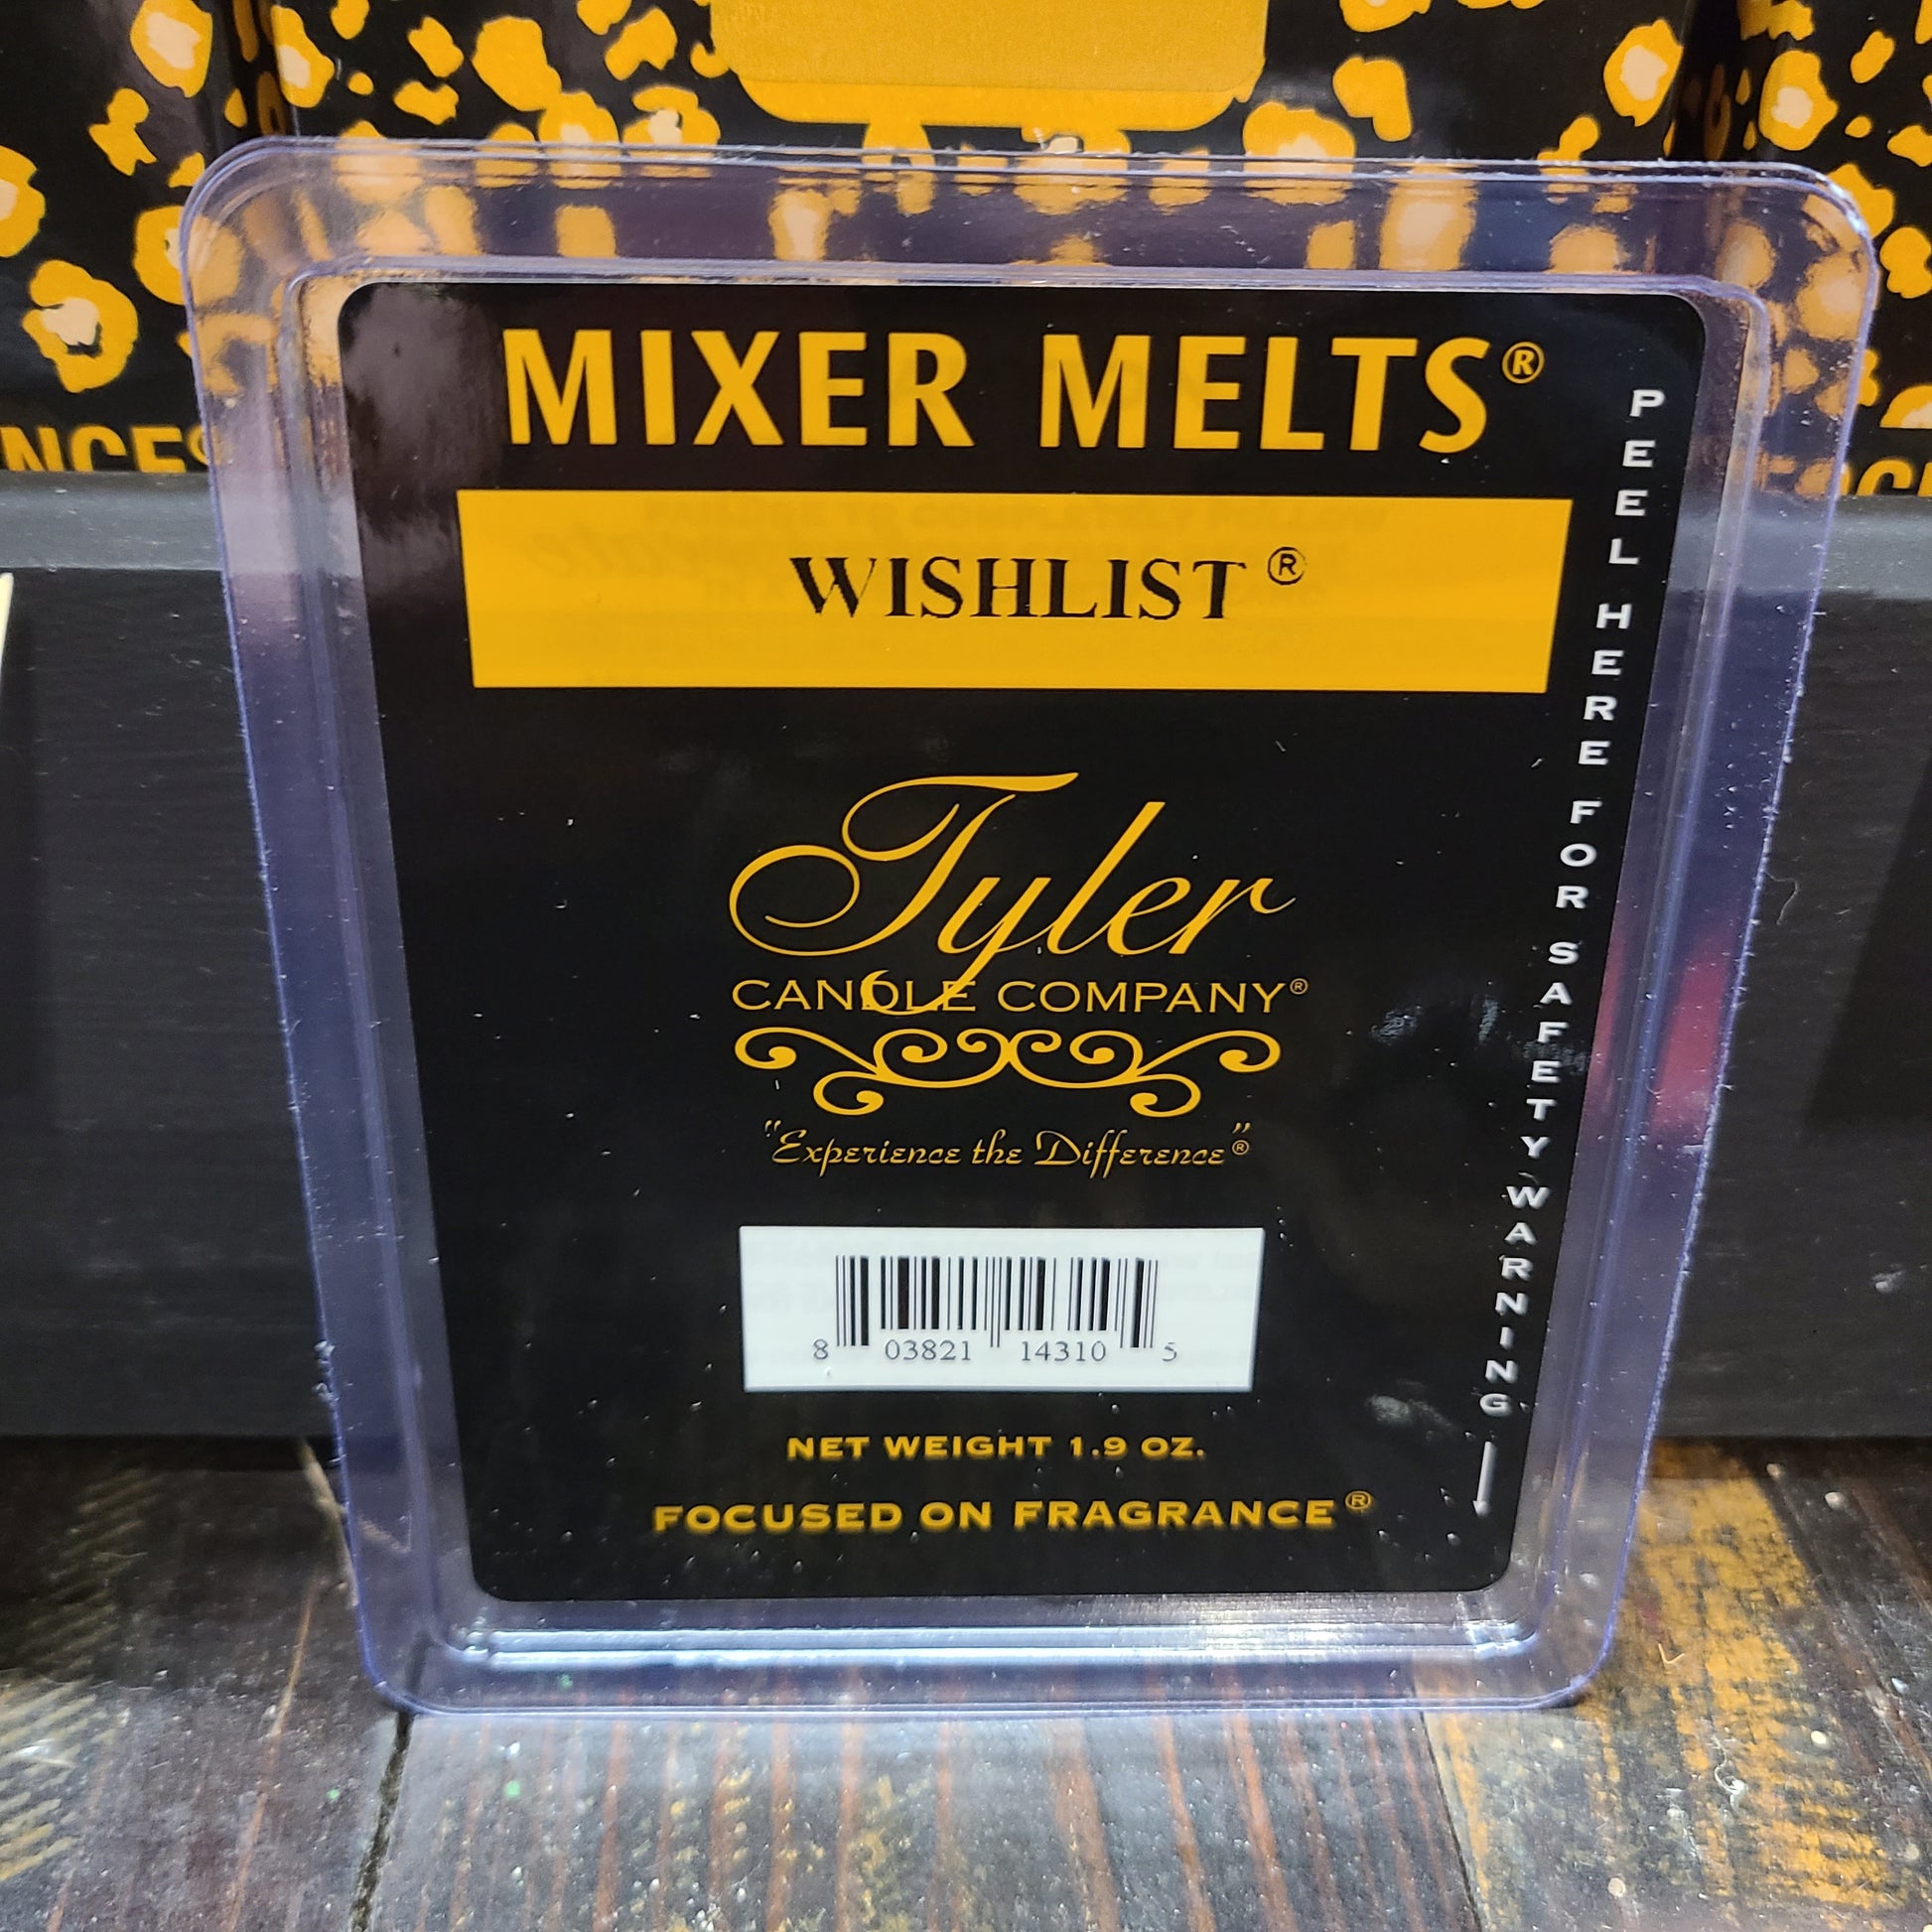 MIXER MELTS®
WISHLIST®
Tyler
CANDLE COMPANY®
"Experience the Difference"®
8 03821 14310 5
NET WEIGHT 1.9 OZ.
FOCUSED ON FRAGRANCE®
PEEL HERE FOR SAFETY WARNING